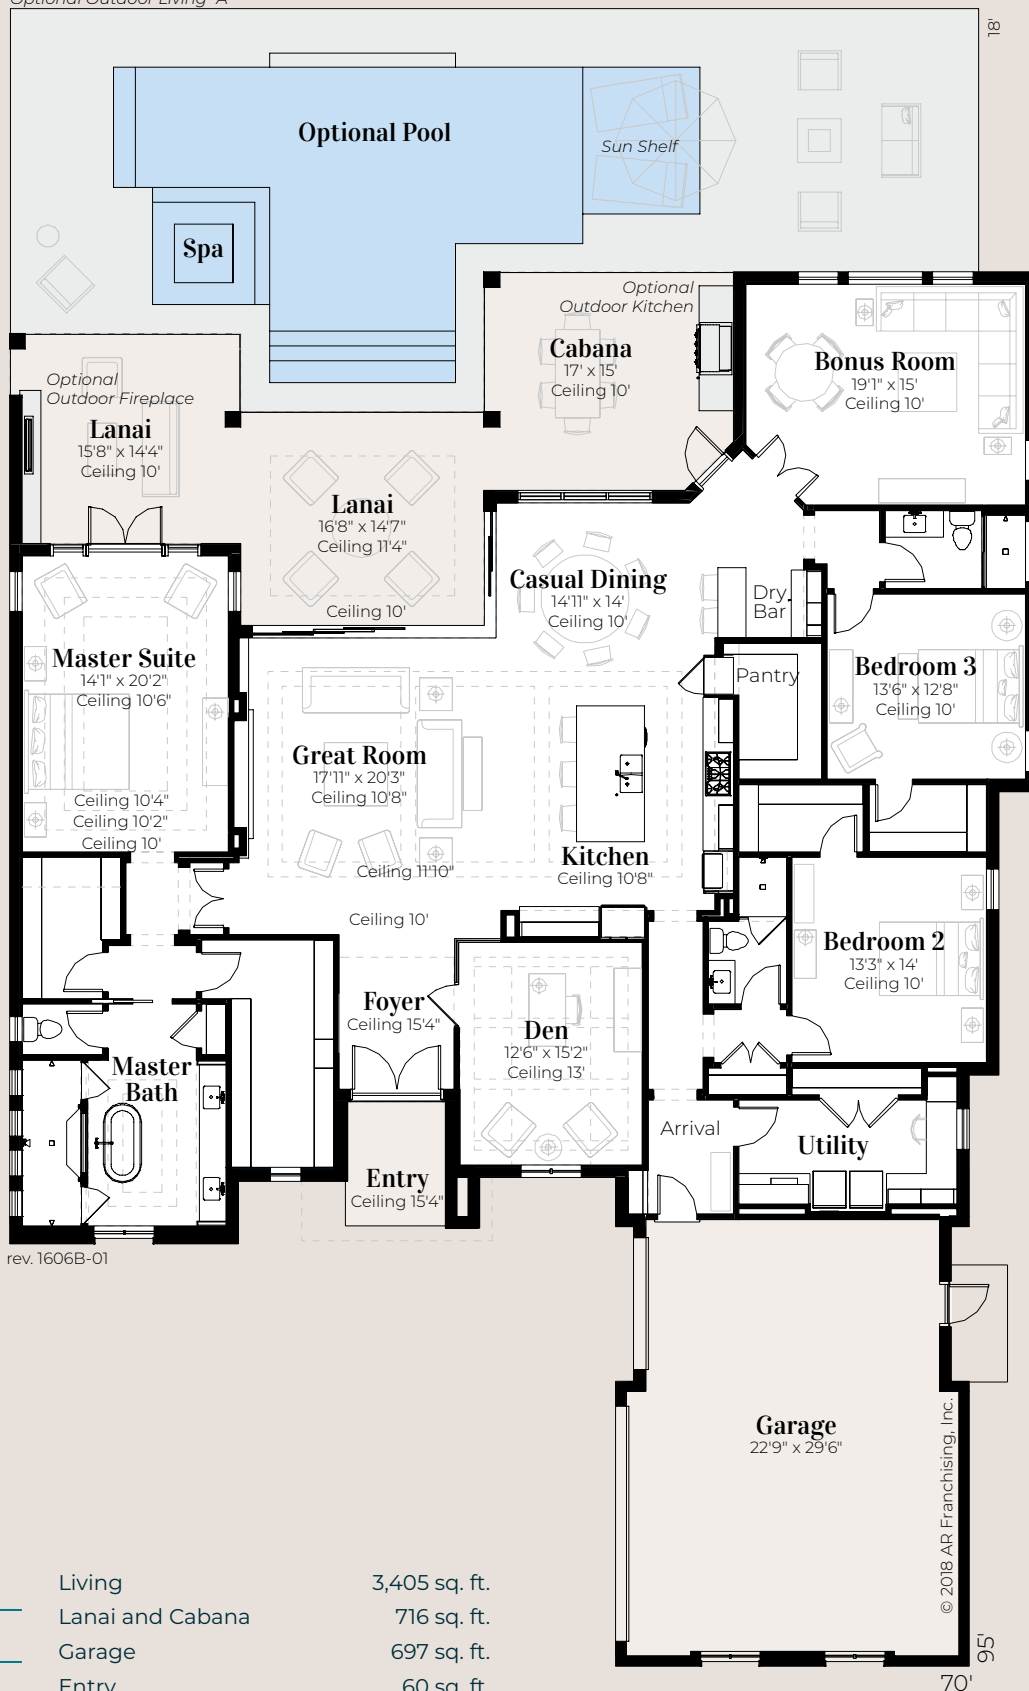 Optional Outdoor Living "A"
18'
Optional Pool
Sun Shelf
Spa
Optional
Outdoor Kitchen
Cabana
17' x 15'
Ceiling 10'
Bonus Room
19'1" x 15'
Ceiling 10'
Optional
Outdoor Fireplace
Lanai
15'8" x 14'4"
Ceiling 10'
Lanai
16'8" x 14'7"
Ceiling 11'4"
Ceiling 10'
Casual Dining
14'11" x 14'
Ceiling 10'
Dry
Bar
Master Suite
14'1" x 20'2"
Ceiling 10'6"
Ceiling 10'4"
Ceiling 10'2"
Ceiling 10'
Pantry
Bedroom 3
13'6" x 12'8"
Ceiling 10'
Great Room
17'11" x 20'3"
Ceiling 10'8"
Ceiling 11'10"
Ceiling 10'
Kitchen
Ceiling 10'8"
Bedroom 2
13'3" x 14'
Ceiling 10'
Foyer
Ceiling 15'4"
Den
12'6" x 15'2"
Ceiling 13'
Master
Bath
Arrival
Utility
Entry
Ceiling 15'4"
rev. 1606B-01
Garage
22'9" x 29'6"
© 2018 AR Franchising, Inc.
95'
70'
Living 3,405 sq. ft.
Lanai and Cabana 716 sq. ft.
Garage 697 sq. ft.
Entry 60 sq. ft.